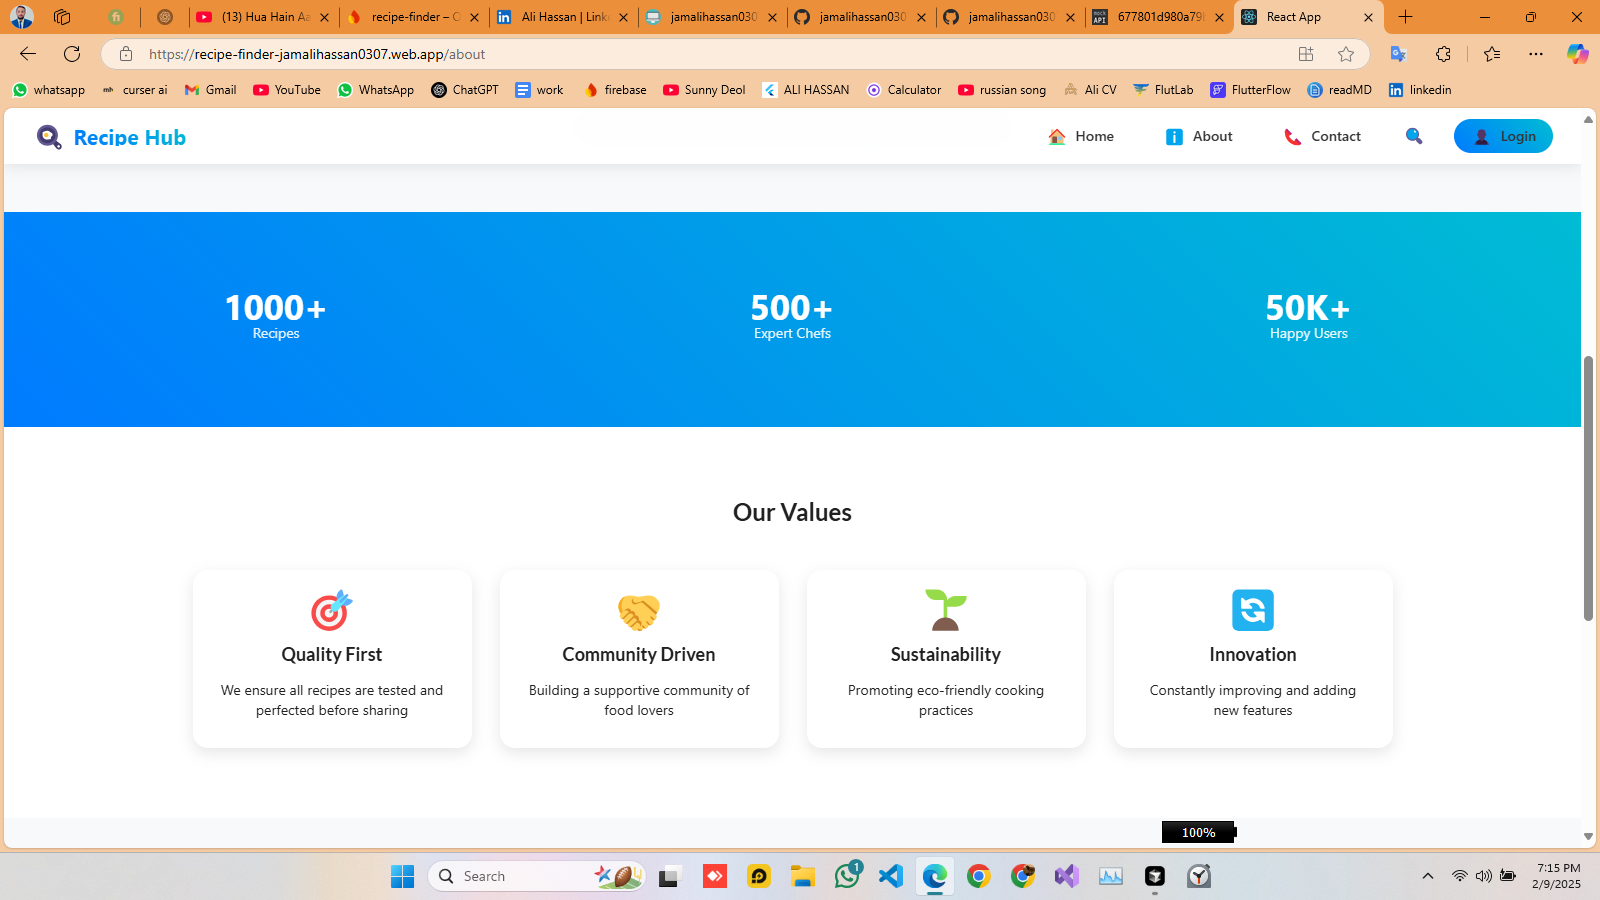 (13) Hua Hain Aa
recipe-finder – C
Ali Hassan | Link
jamalihassan030
jamalihassan030
jamalihassan030
677801d980a79
React App
https://recipe-finder-jamalihassan0307.web.app/about
whatsapp
mh curser ai
Gmail
YouTube
WhatsApp
ChatGPT
work
firebase
Sunny Deol
ALI HASSAN
Calculator
russian song
Ali CV
FlutLab
FlutterFlow
readMD
linkedin
Recipe Hub
Home
About
Contact
Login
1000+
Recipes
500+
Expert Chefs
50K+
Happy Users
Our Values
Quality First
We ensure all recipes are tested and
perfected before sharing
Community Driven
Building a supportive community of
food lovers
Sustainability
Promoting eco-friendly cooking
practices
Innovation
Constantly improving and adding
new features
100%
Search
1
7:15 PM
2/9/2025